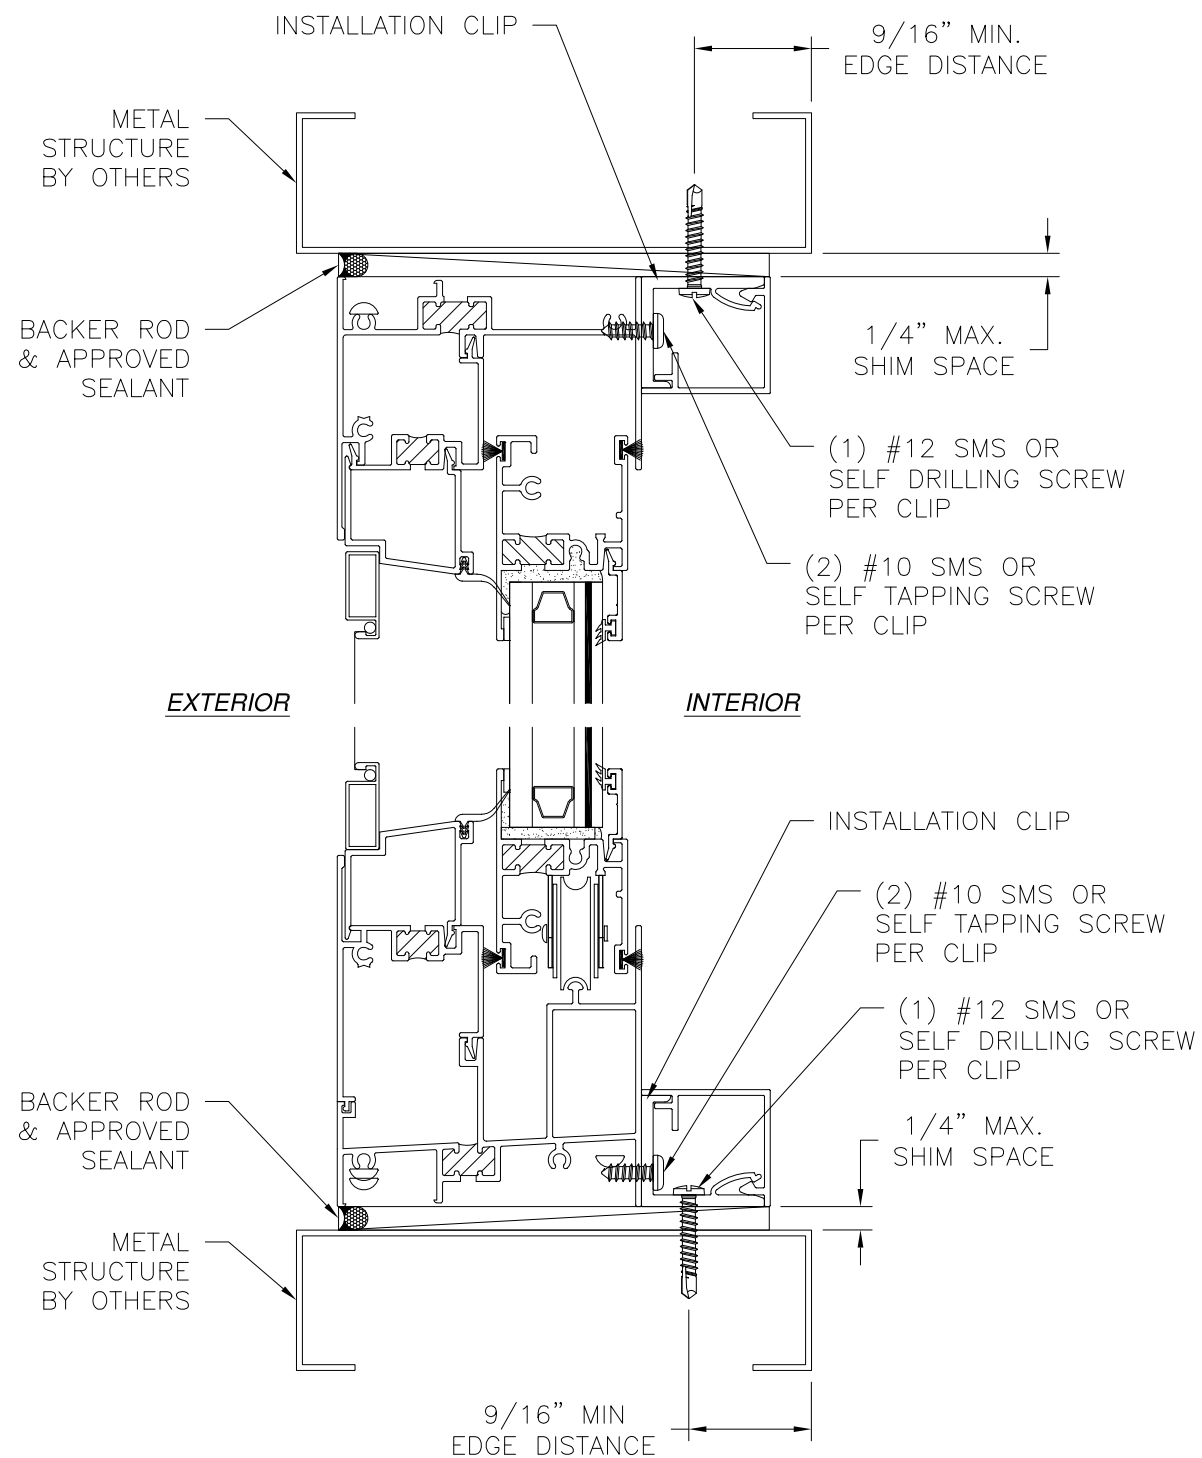 INSTALLATION CLIP
9/16” MIN.
EDGE DISTANCE
METAL
STRUCTURE
BY OTHERS
BACKER ROD
& APPROVED
SEALANT
1/4” MAX.
SHIM SPACE
(1) #12 SMS OR
SELF DRILLING SCREW
PER CLIP
(2) #10 SMS OR
SELF TAPPING SCREW
PER CLIP
EXTERIOR
INTERIOR
INSTALLATION CLIP
(2) #10 SMS OR
SELF TAPPING SCREW
PER CLIP
(1) #12 SMS OR
SELF DRILLING SCREW
PER CLIP
BACKER ROD
& APPROVED
SEALANT
1/4” MAX.
SHIM SPACE
METAL
STRUCTURE
BY OTHERS
9/16” MIN
EDGE DISTANCE